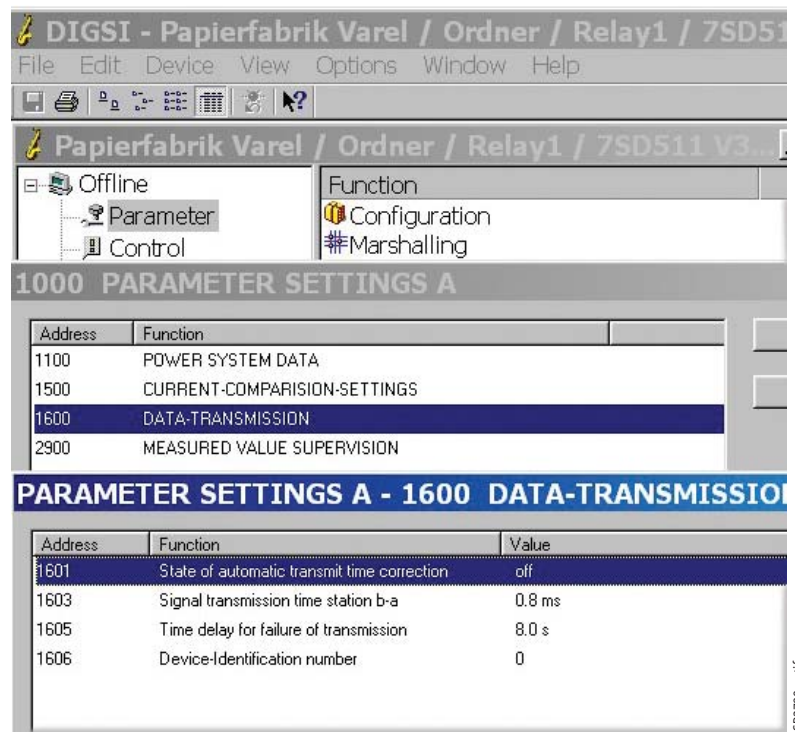 DIGSI - Papierfabrik Varel / Ordner / Relay1 / 7SD51
File Edit Device View Options Window Help
Papierfabrik Varel / Ordner / Relay1 / 7SD511 V3...
Offline
Function
Parameter
Configuration
Control
Marshalling
1000 PARAMETER SETTINGS A
Address Function
1100 POWER SYSTEM DATA
1500 CURRENT-COMPARISION-SETTINGS
1600 DATA-TRANSMISSION
2900 MEASURED VALUE SUPERVISION
PARAMETER SETTINGS A - 1600 DATA-TRANSMISSIO
Address Function Value
1601 State of automatic transmit time correction off
1603 Signal transmission time station b-a 0.8 ms
1605 Time delay for failure of transmission 8.0 s
1606 Device-Identification number 0